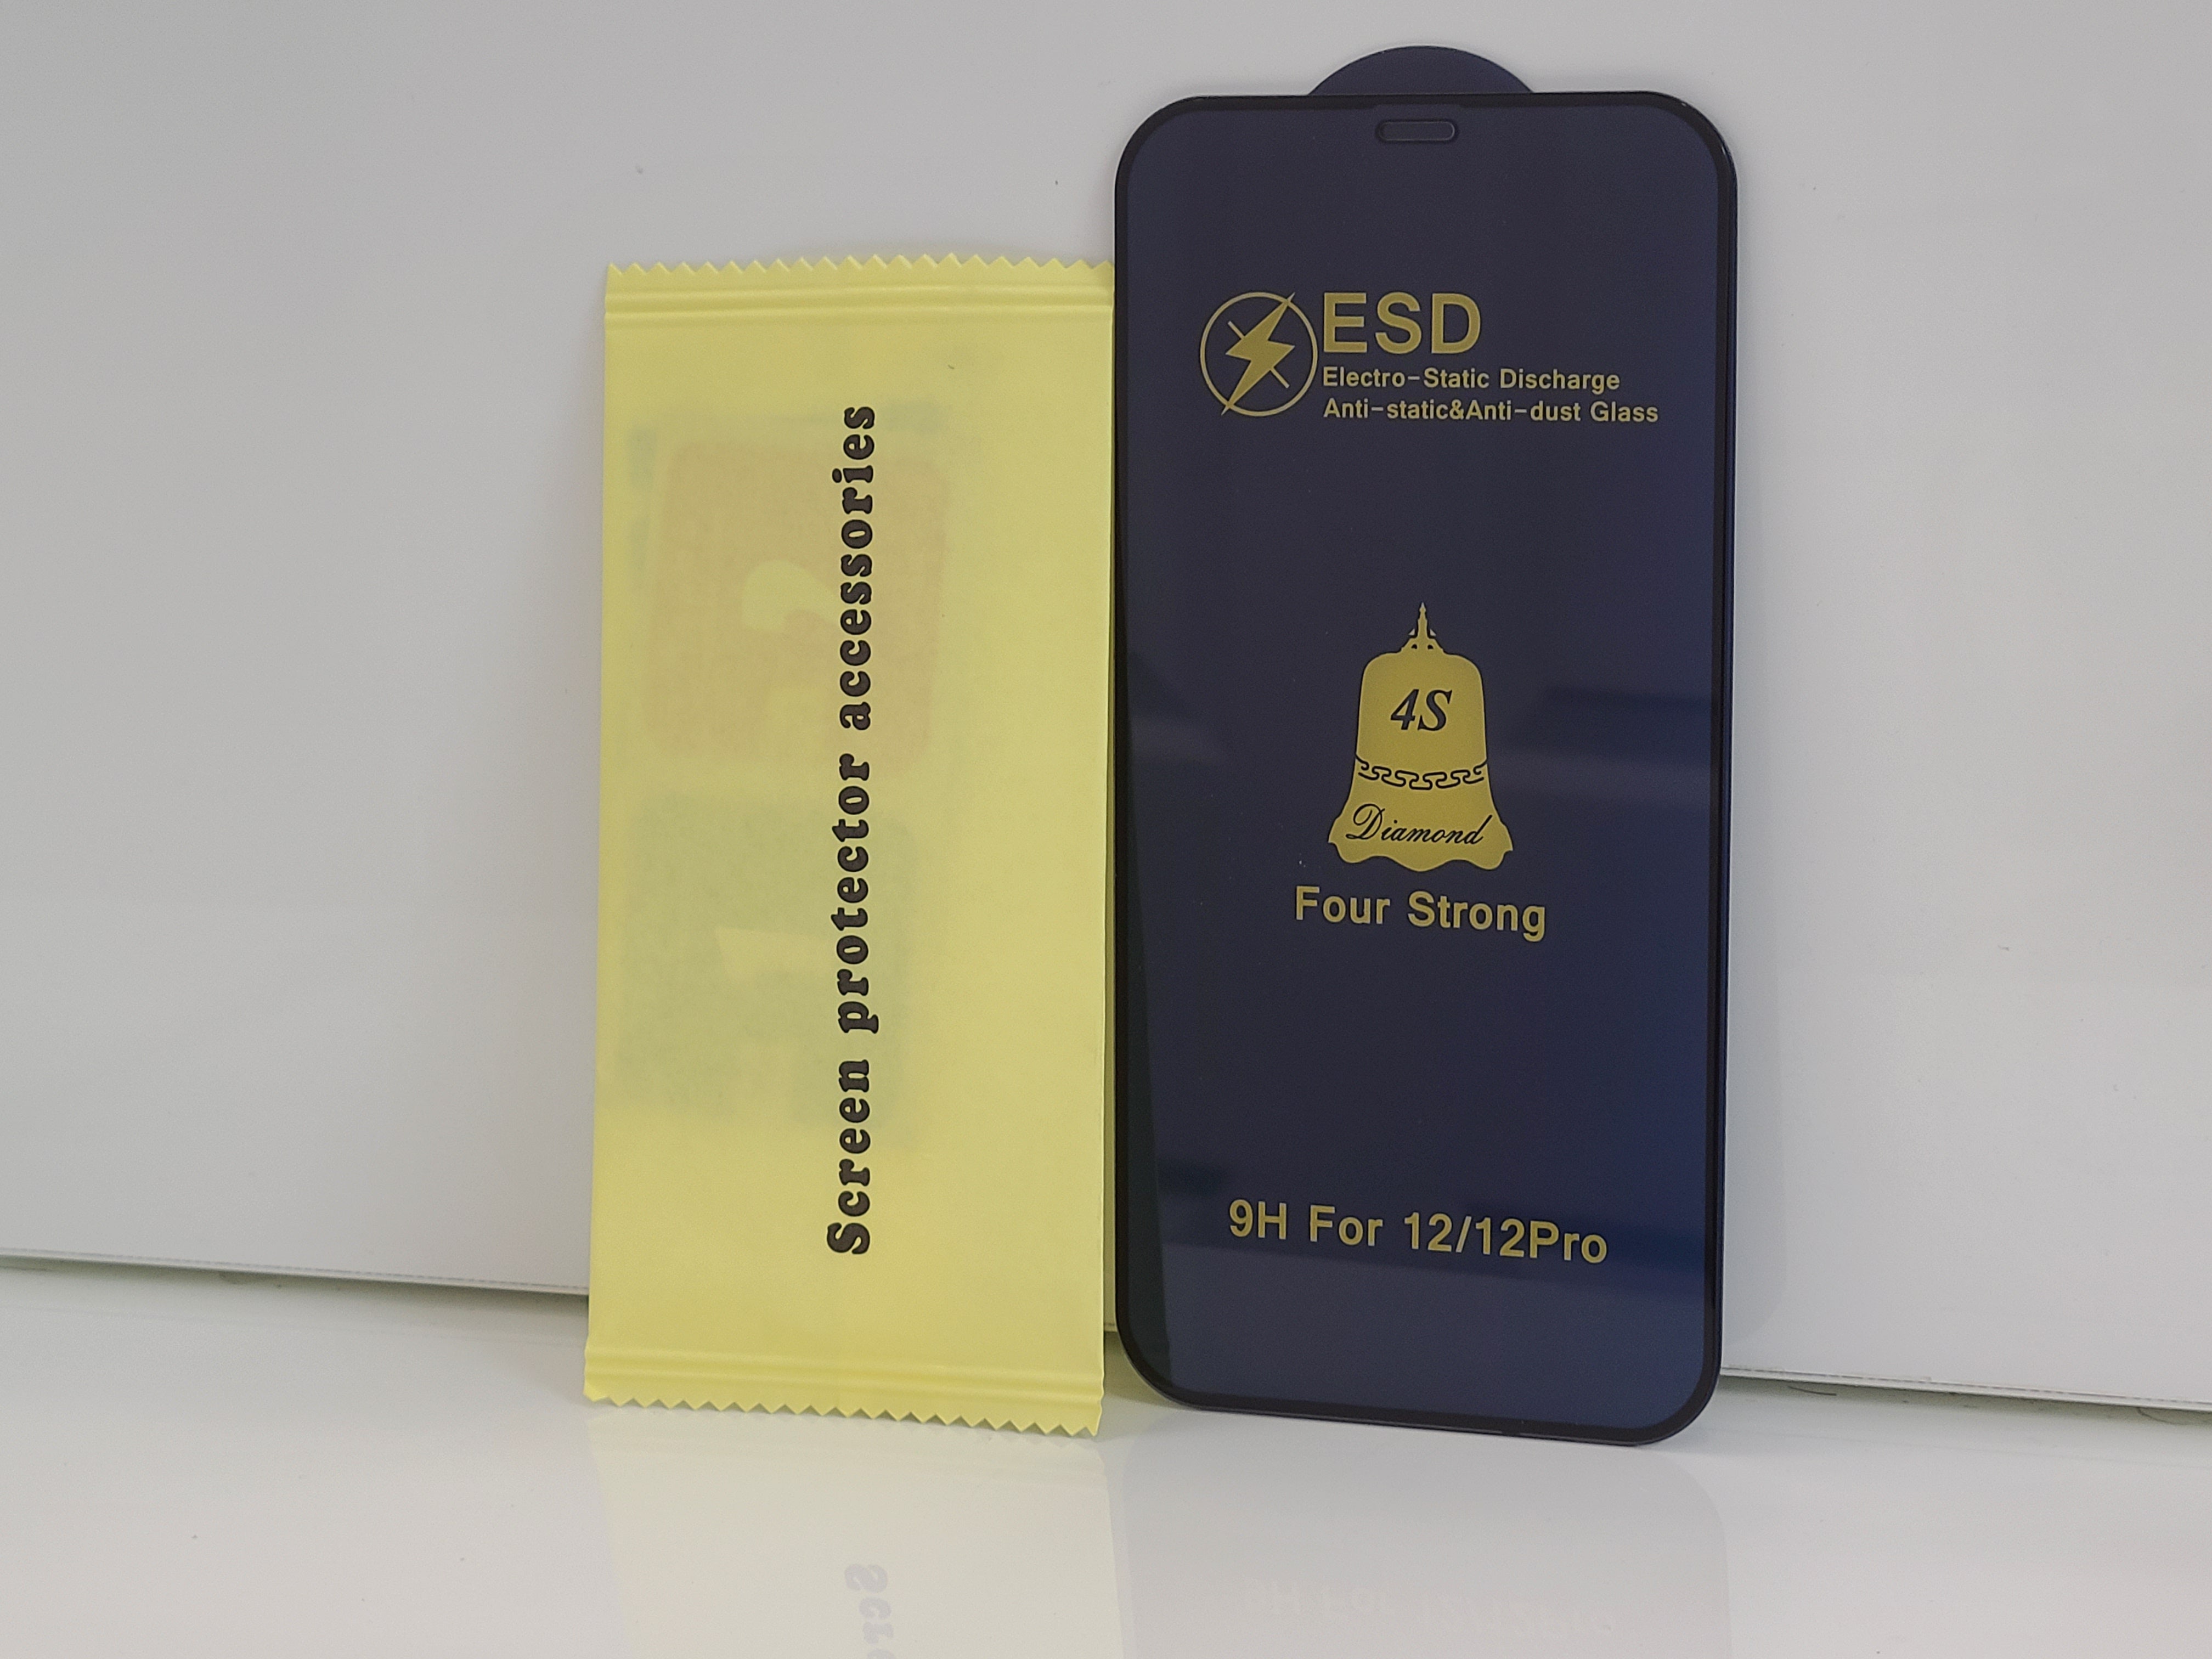 Screen protector accessories
ESD
Electro-Static Discharge
Anti-static&Anti-dust Glass
4S
Diamond
Four Strong
9H For 12/12Pro
Scre